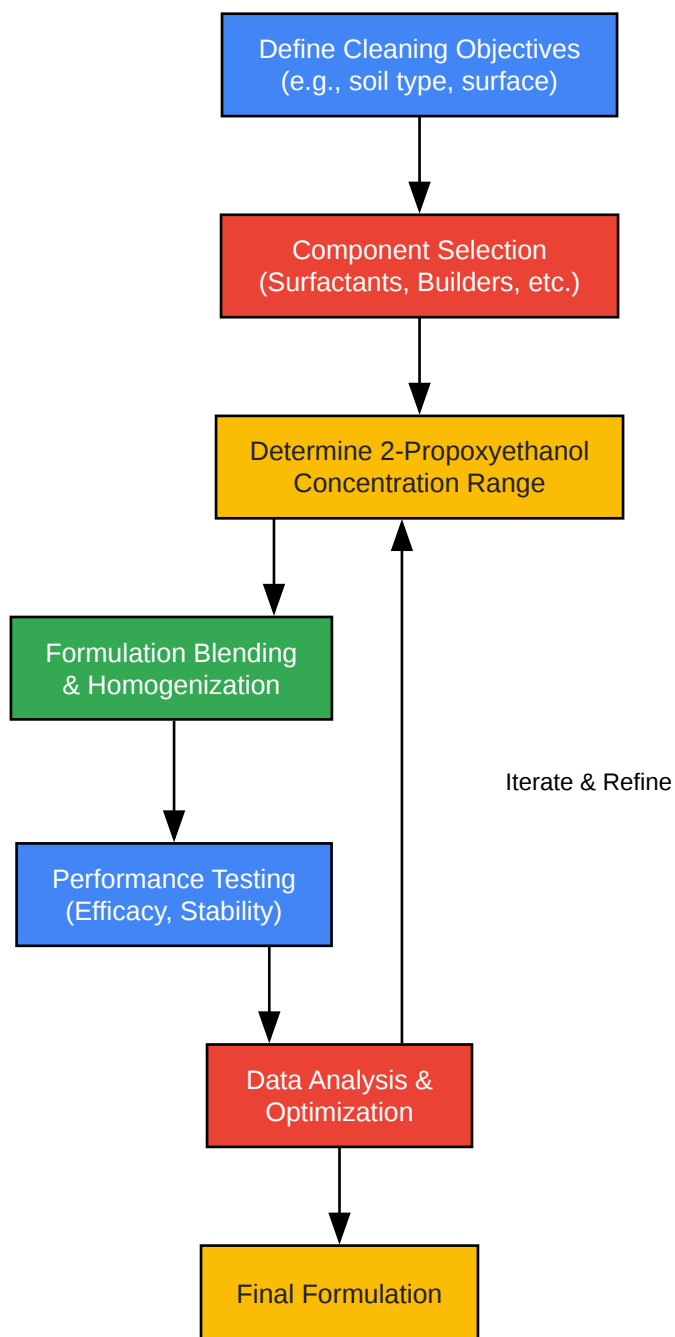 Define Cleaning Objectives
(e.g., soil type, surface)
Component Selection
(Surfactants, Builders, etc.)
Determine 2-Propoxyethanol
Concentration Range
Formulation Blending
& Homogenization
Iterate & Refine
Performance Testing
(Efficacy, Stability)
Data Analysis &
Optimization
Final Formulation